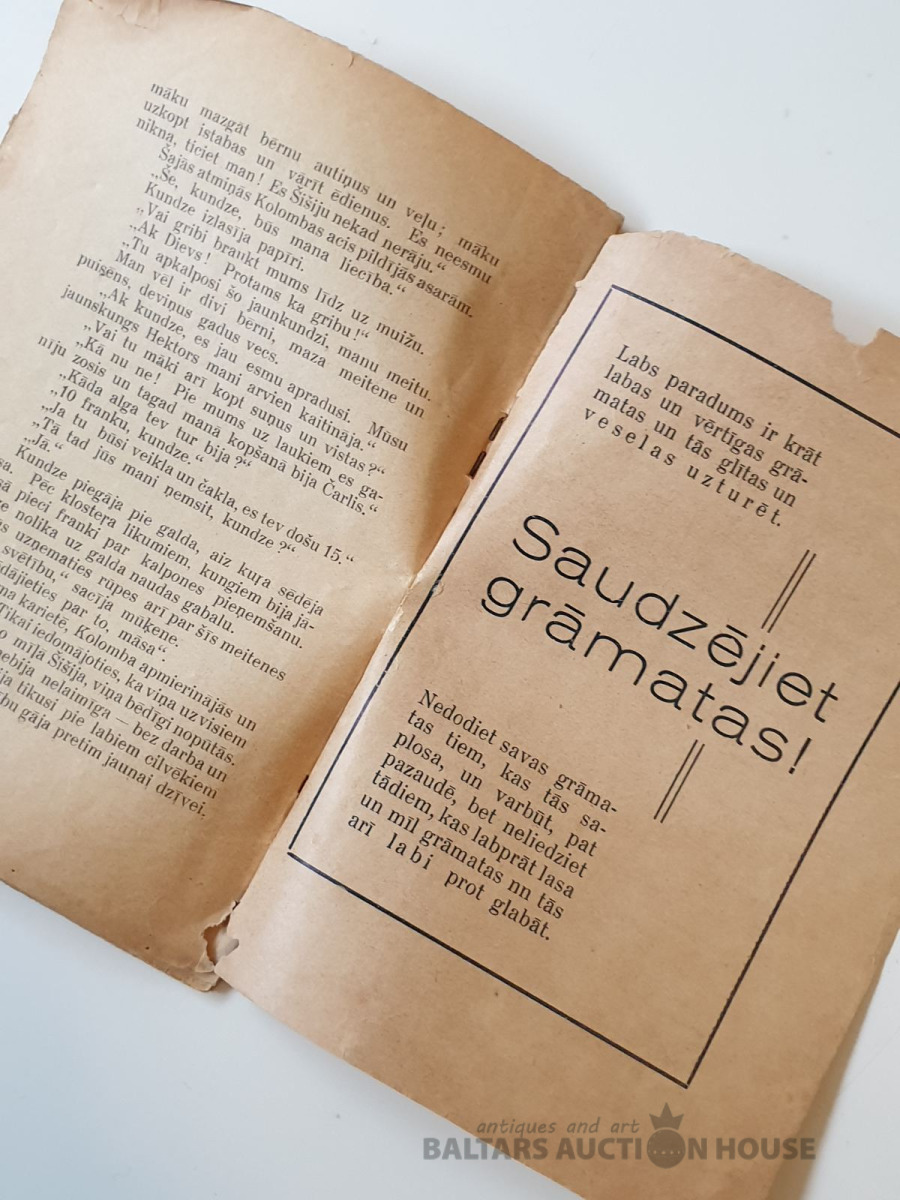 māku mazgāt bērnu autiņus un veļu; māku
uzkopt istabas un vārīt ēdienus. Es neesmu
nikna, ticiet man! Es Šišiju nekad nerāju.“
Šajās atmiņās Kolombas acis pildījās asarām.
„Še, kundze, būs mana liecība.“
Kundze izlasīja papīri.
„Vai gribi braukt mums līdz uz muižu.
„Ak Dievs! Protams ka gribu!“
„Tu apkalposi šo jaunkundzi, manu meitu.
Man vēl ir divi bērni, maza meitene un
puisēns, deviņus gadus vecs.
„Ak kundze, es jau esmu apradusi. Mūsu
jaunskungs Hektors mani arvien kaitināja.“
„Vai tu māki arī kopt suņus un vistas?“
„Kā nu ne! Pie mums uz laukiem es ga-
nīju zosis un tagad manā kopšanā bija Čarlis.“
„Kāda alga tev tur bija?“
„10 franku, kundze.“
„Ja tu būsi veikla un čakla, es tev došu 15.“
„Tā tad jūs mani ņemsit, kundze?“
„Jā.“
Kundze piegāja pie galda, aiz kuŗa sēdēja
Pēc klosteŗa likumiem, kungiem bija jā-
pieci franki par kalpones pieņemšanu.
nolika uz galda naudas gabalu.
uzņematies rūpes arī par šīs meitenes
svētību,“ sacīja mūķene.
par to, māsa“.
karietē, Kolomba apmierinājās un
Tikai iedomājoties, ka viņa uz visiem
mīlā Šišija, viņa bēdīgi nopūtās.
nebija nelaimīga — bez darba un
tikusi pie labiem cilvēkiem
gāja pretim jaunai dzīvei.
Labs paradums ir krāt
labas un vērtīgas grā-
matas un tās glītas un
veselas uzturēt.
Saudzējiet
grāmatas!
Nedodiet savas grāma-
tas tiem, kas tās sa-
plosa, un varbūt, pat
pazaudē, bet neliedziet
tādiem, kas labprāt lasa
un mīl grāmatas nn tās
arī labi prot glabāt.
antiques and art
BALTARS AUCTION HOUSE